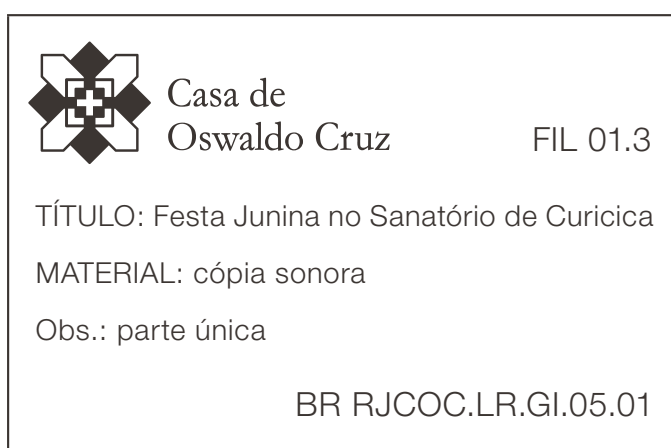 Casa de
Oswaldo Cruz
FIL 01.3
TÍTULO: Festa Junina no Sanatório de Curicica
MATERIAL: cópia sonora
Obs.: parte única
BR RJCOC.LR.GI.05.01